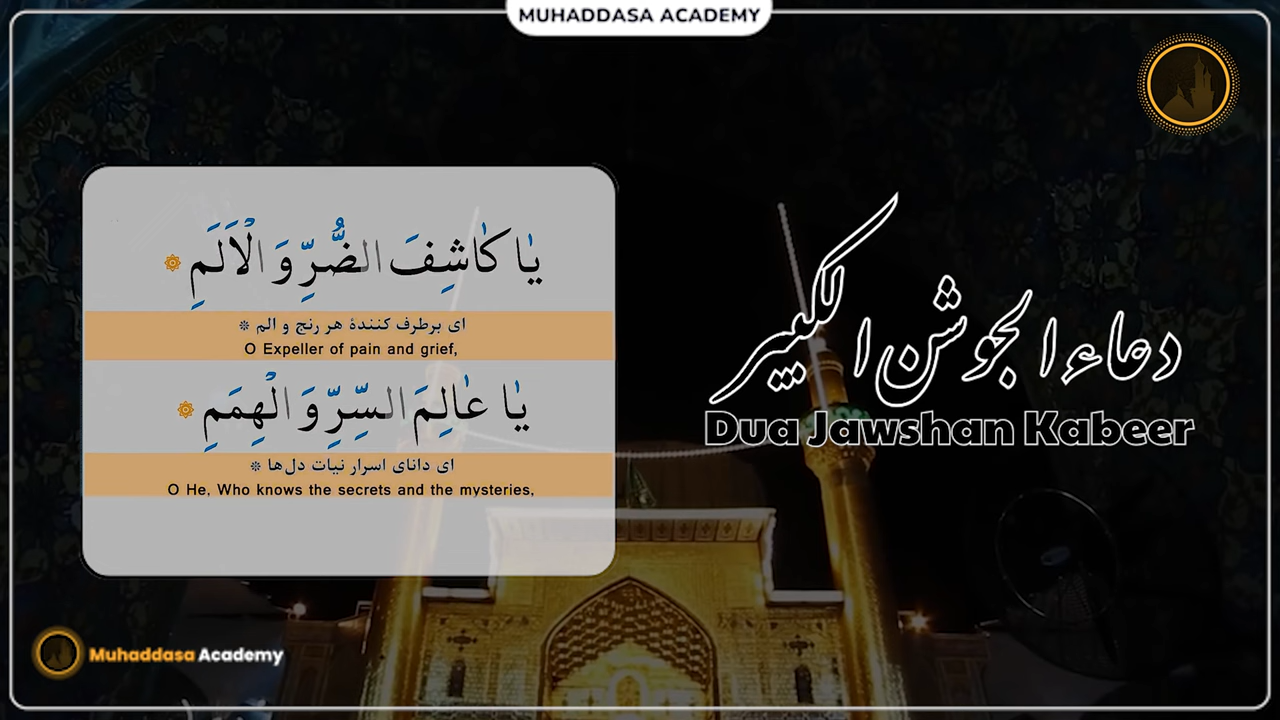 MUHADDASA ACADEMY
يٰا كٰاشِفَ الضُّرِّ وَ الْاَلَمِ ۞
ای برطرف کنندۀ هر رنج و الم ❊
O Expeller of pain and grief,
يٰا عٰالِمَ السِّرِّ وَ الْهِمَمِ ۞
ای دانای اسرار نیات دل‌ها ❊
O He, Who knows the secrets and the mysteries,
دعاء الجوشن الكبير
Dua Jawshan Kabeer
Muhaddasa Academy